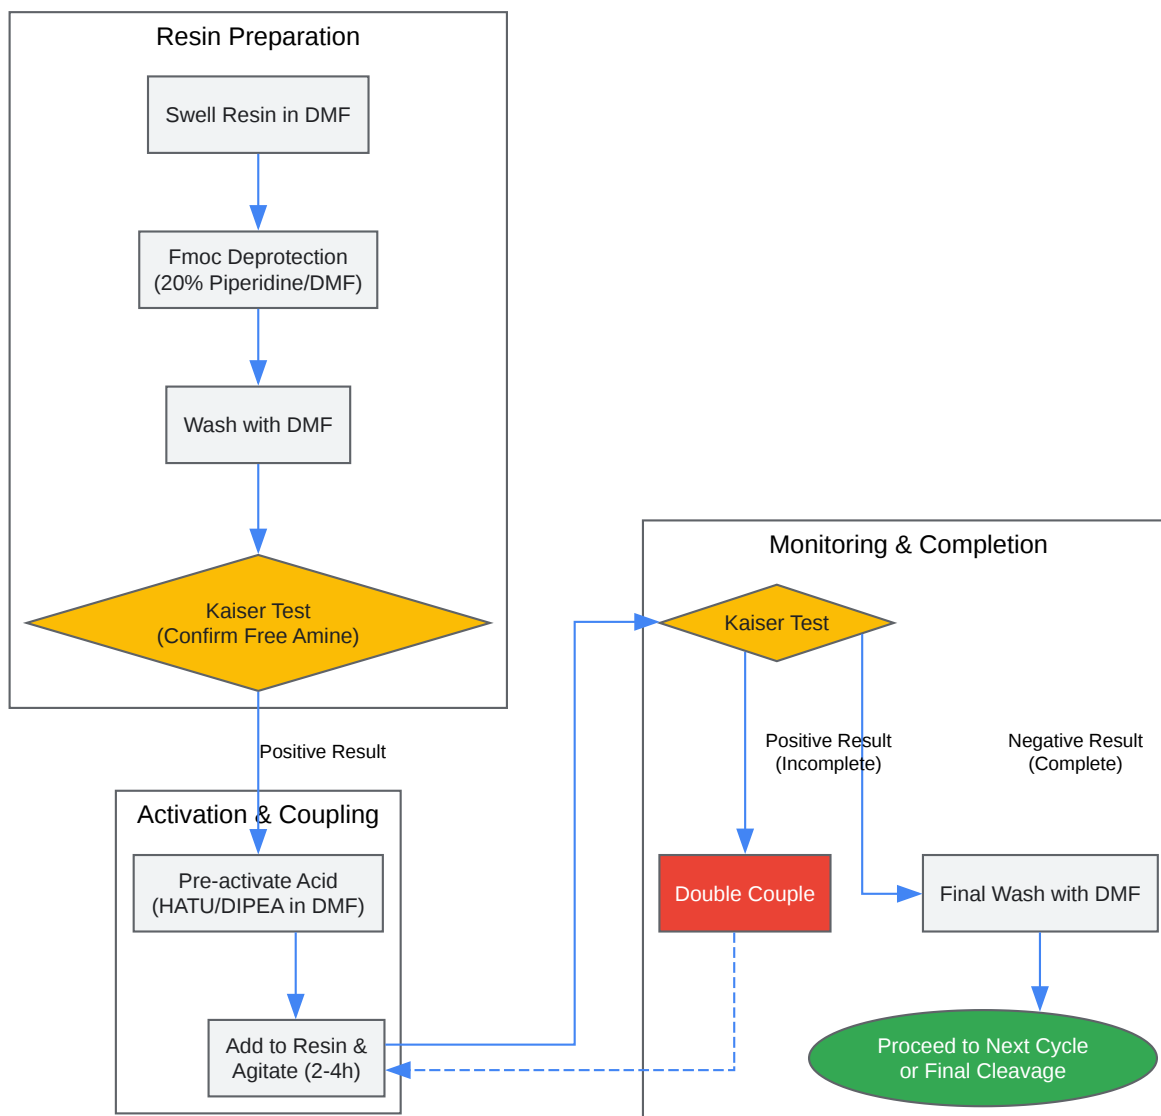 Resin Preparation
Swell Resin in DMF
Fmoc Deprotection
(20% Piperidine/DMF)
Wash with DMF
Kaiser Test
(Confirm Free Amine)
Positive Result
Activation & Coupling
Pre-activate Acid
(HATU/DIPEA in DMF)
Add to Resin &
Agitate (2-4h)
Monitoring & Completion
Kaiser Test
Positive Result
(Incomplete)
Negative Result
(Complete)
Double Couple
Final Wash with DMF
Proceed to Next Cycle
or Final Cleavage